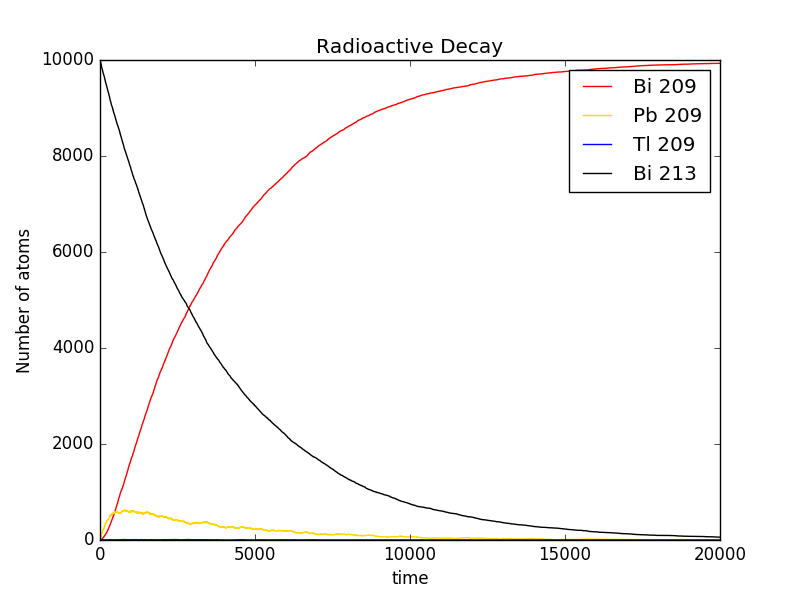 Radioactive Decay
10000
8000
6000
4000
2000
0
Number of atoms
Bi 209
Pb 209
Tl 209
Bi 213
0 5000 10000 15000 20000
time